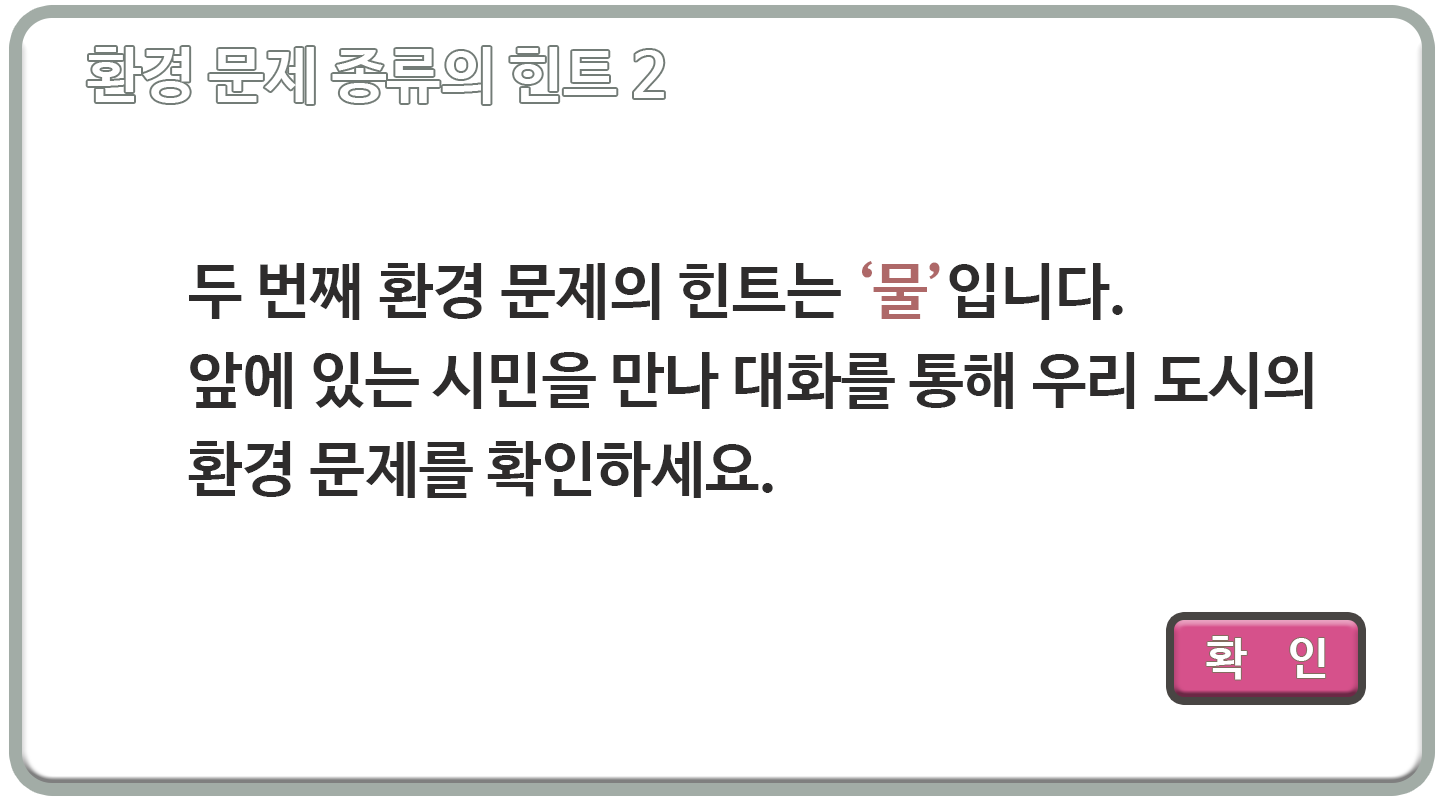 환경 문제 종류의 힌트 2
두 번째 환경 문제의 힌트는 ‘물’입니다.
앞에 있는 시민을 만나 대화를 통해 우리 도시의
환경 문제를 확인하세요.
확 인